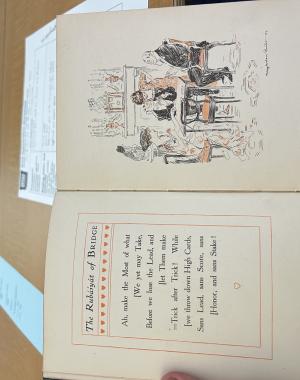 The Rubáiyát of BRIDGE
Ah, make the Most of what
[We yet may Take,
Before we lose the Lead, and
[let Them make
Trick after Trick! While
[we throw down High Cards,
Sans Lead, sans Score, sans
[Honor, and sans Stake!